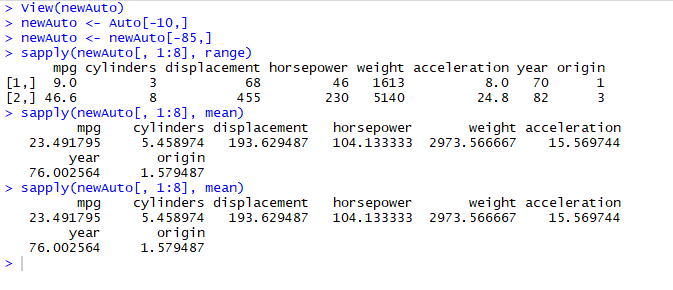 > View(newAuto)
> newAuto <- Auto[-10,]
> newAuto <- newAuto[-85,]
> sapply(newAuto[, 1:8], range)
      mpg cylinders displacement horsepower weight acceleration year origin
[1,]  9.0         3           68         46   1613          8.0   70      1
[2,] 46.6         8          455        230   5140         24.8   82      3
> sapply(newAuto[, 1:8], mean)
         mpg    cylinders displacement   horsepower       weight acceleration
   23.491795     5.458974   193.629487   104.133333  2973.566667    15.569744
        year       origin
   76.002564     1.579487
> sapply(newAuto[, 1:8], mean)
         mpg    cylinders displacement   horsepower       weight acceleration
   23.491795     5.458974   193.629487   104.133333  2973.566667    15.569744
        year       origin
   76.002564     1.579487
>